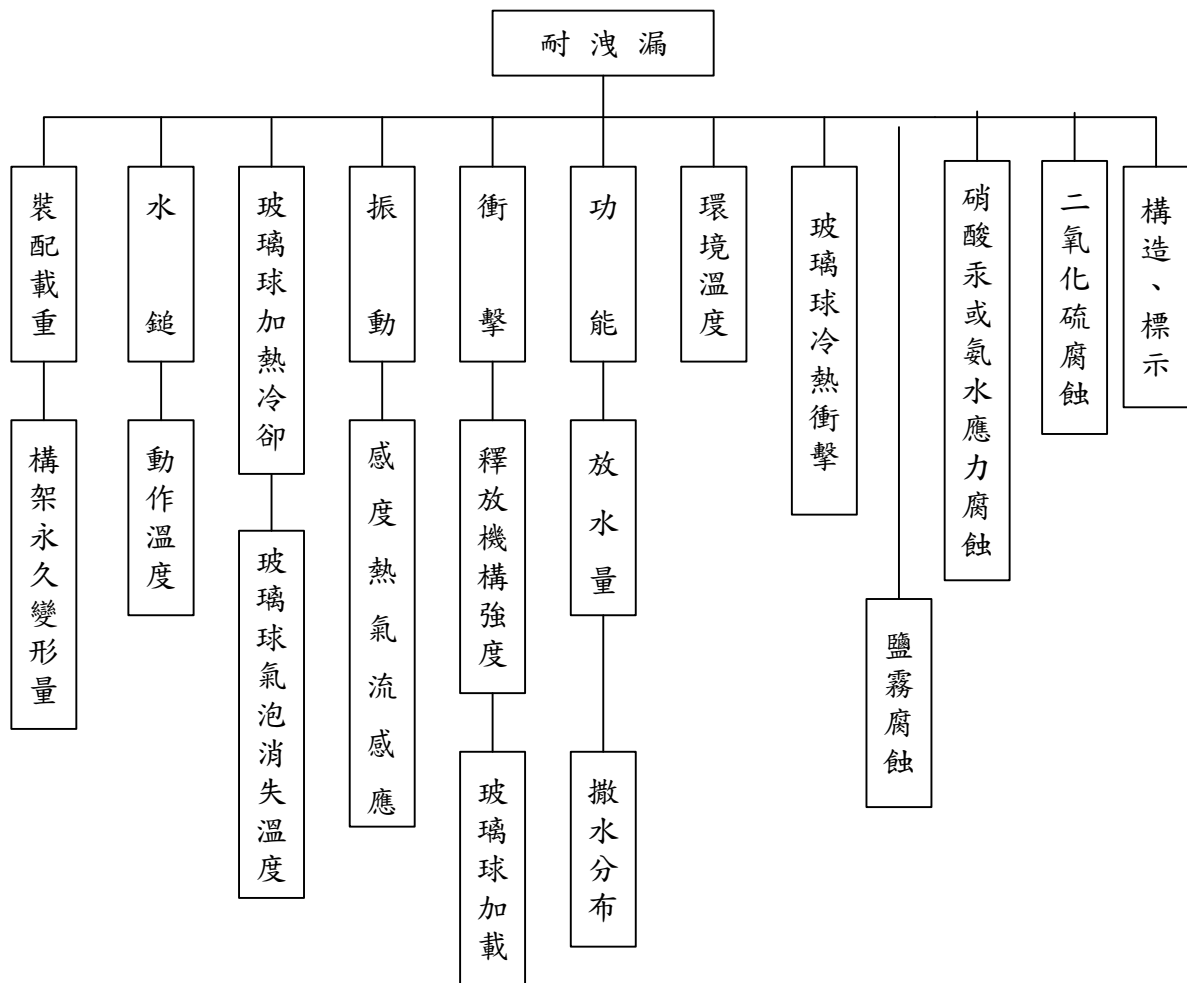 耐洩漏
裝配載重
構架永久變形量
水鎚
動作溫度
玻璃球加熱冷卻
玻璃球氣泡消失溫度
振動
感度熱氣流感應
衝擊
釋放機構強度
玻璃球加載
功能
放水量
撒水分布
環境溫度
玻璃球冷熱衝擊
鹽霧腐蝕
硝酸汞或氨水應力腐蝕
二氧化硫腐蝕
構造、標示